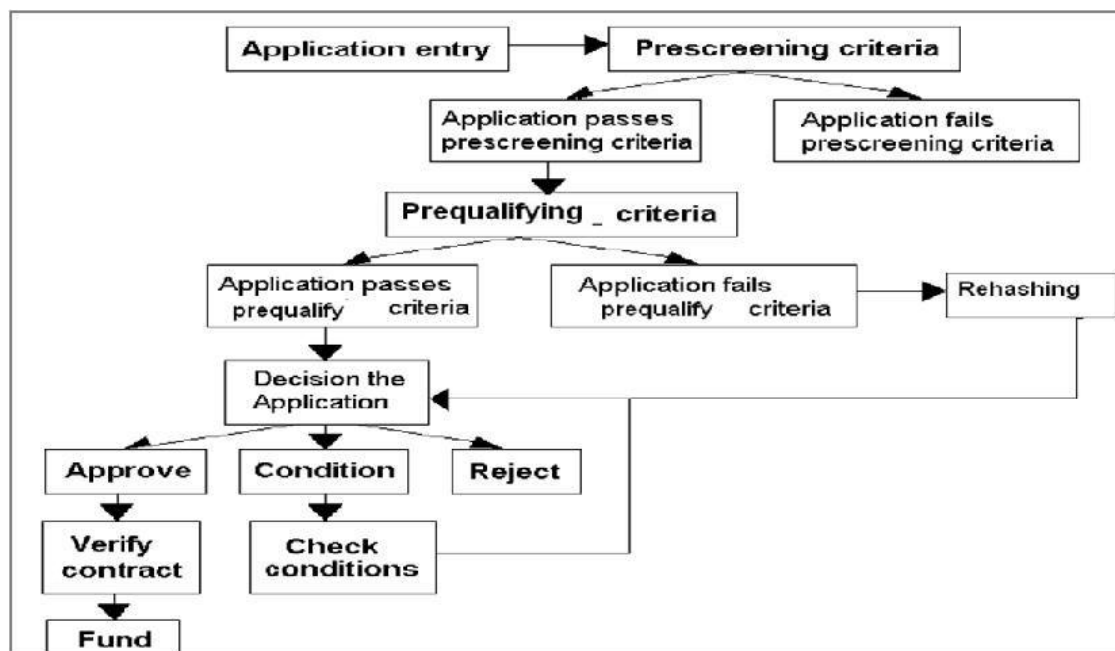 Application entry
Prescreening criteria
Application passes
prescreening criteria
Application fails
prescreening criteria
Prequalifying _ criteria
Application passes
prequalify criteria
Application fails
prequalify criteria
Rehashing
Decision the
Application
Approve
Condition
Reject
Verify
contract
Check
conditions
Fund